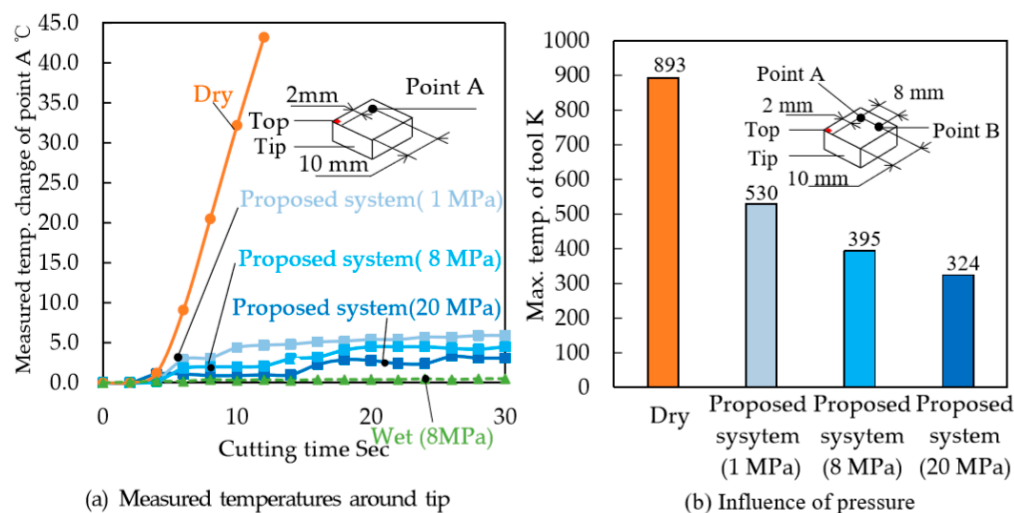 Measured temp. change of point A ℃
45.0
40.0
35.0
30.0
25.0
20.0
15.0
10.0
5.0
0.0
0
10
20
30
Cutting time Sec
Dry
2mm
Point A
Top
Tip
10 mm
Proposed system( 1 MPa)
Proposed system( 8 MPa)
Proposed system(20 MPa)
Wet (8MPa)
(a) Measured temperatures around tip
Max. temp. of tool K
1000
900
800
700
600
500
400
300
200
100
0
893
530
395
324
Point A
2 mm
8 mm
Top
Point B
Tip
10 mm
Dry
Proposed
sysytem
(1 MPa)
Proposed
sysytem
(8 MPa)
Proposed
system
(20 MPa)
(b) Influence of pressure